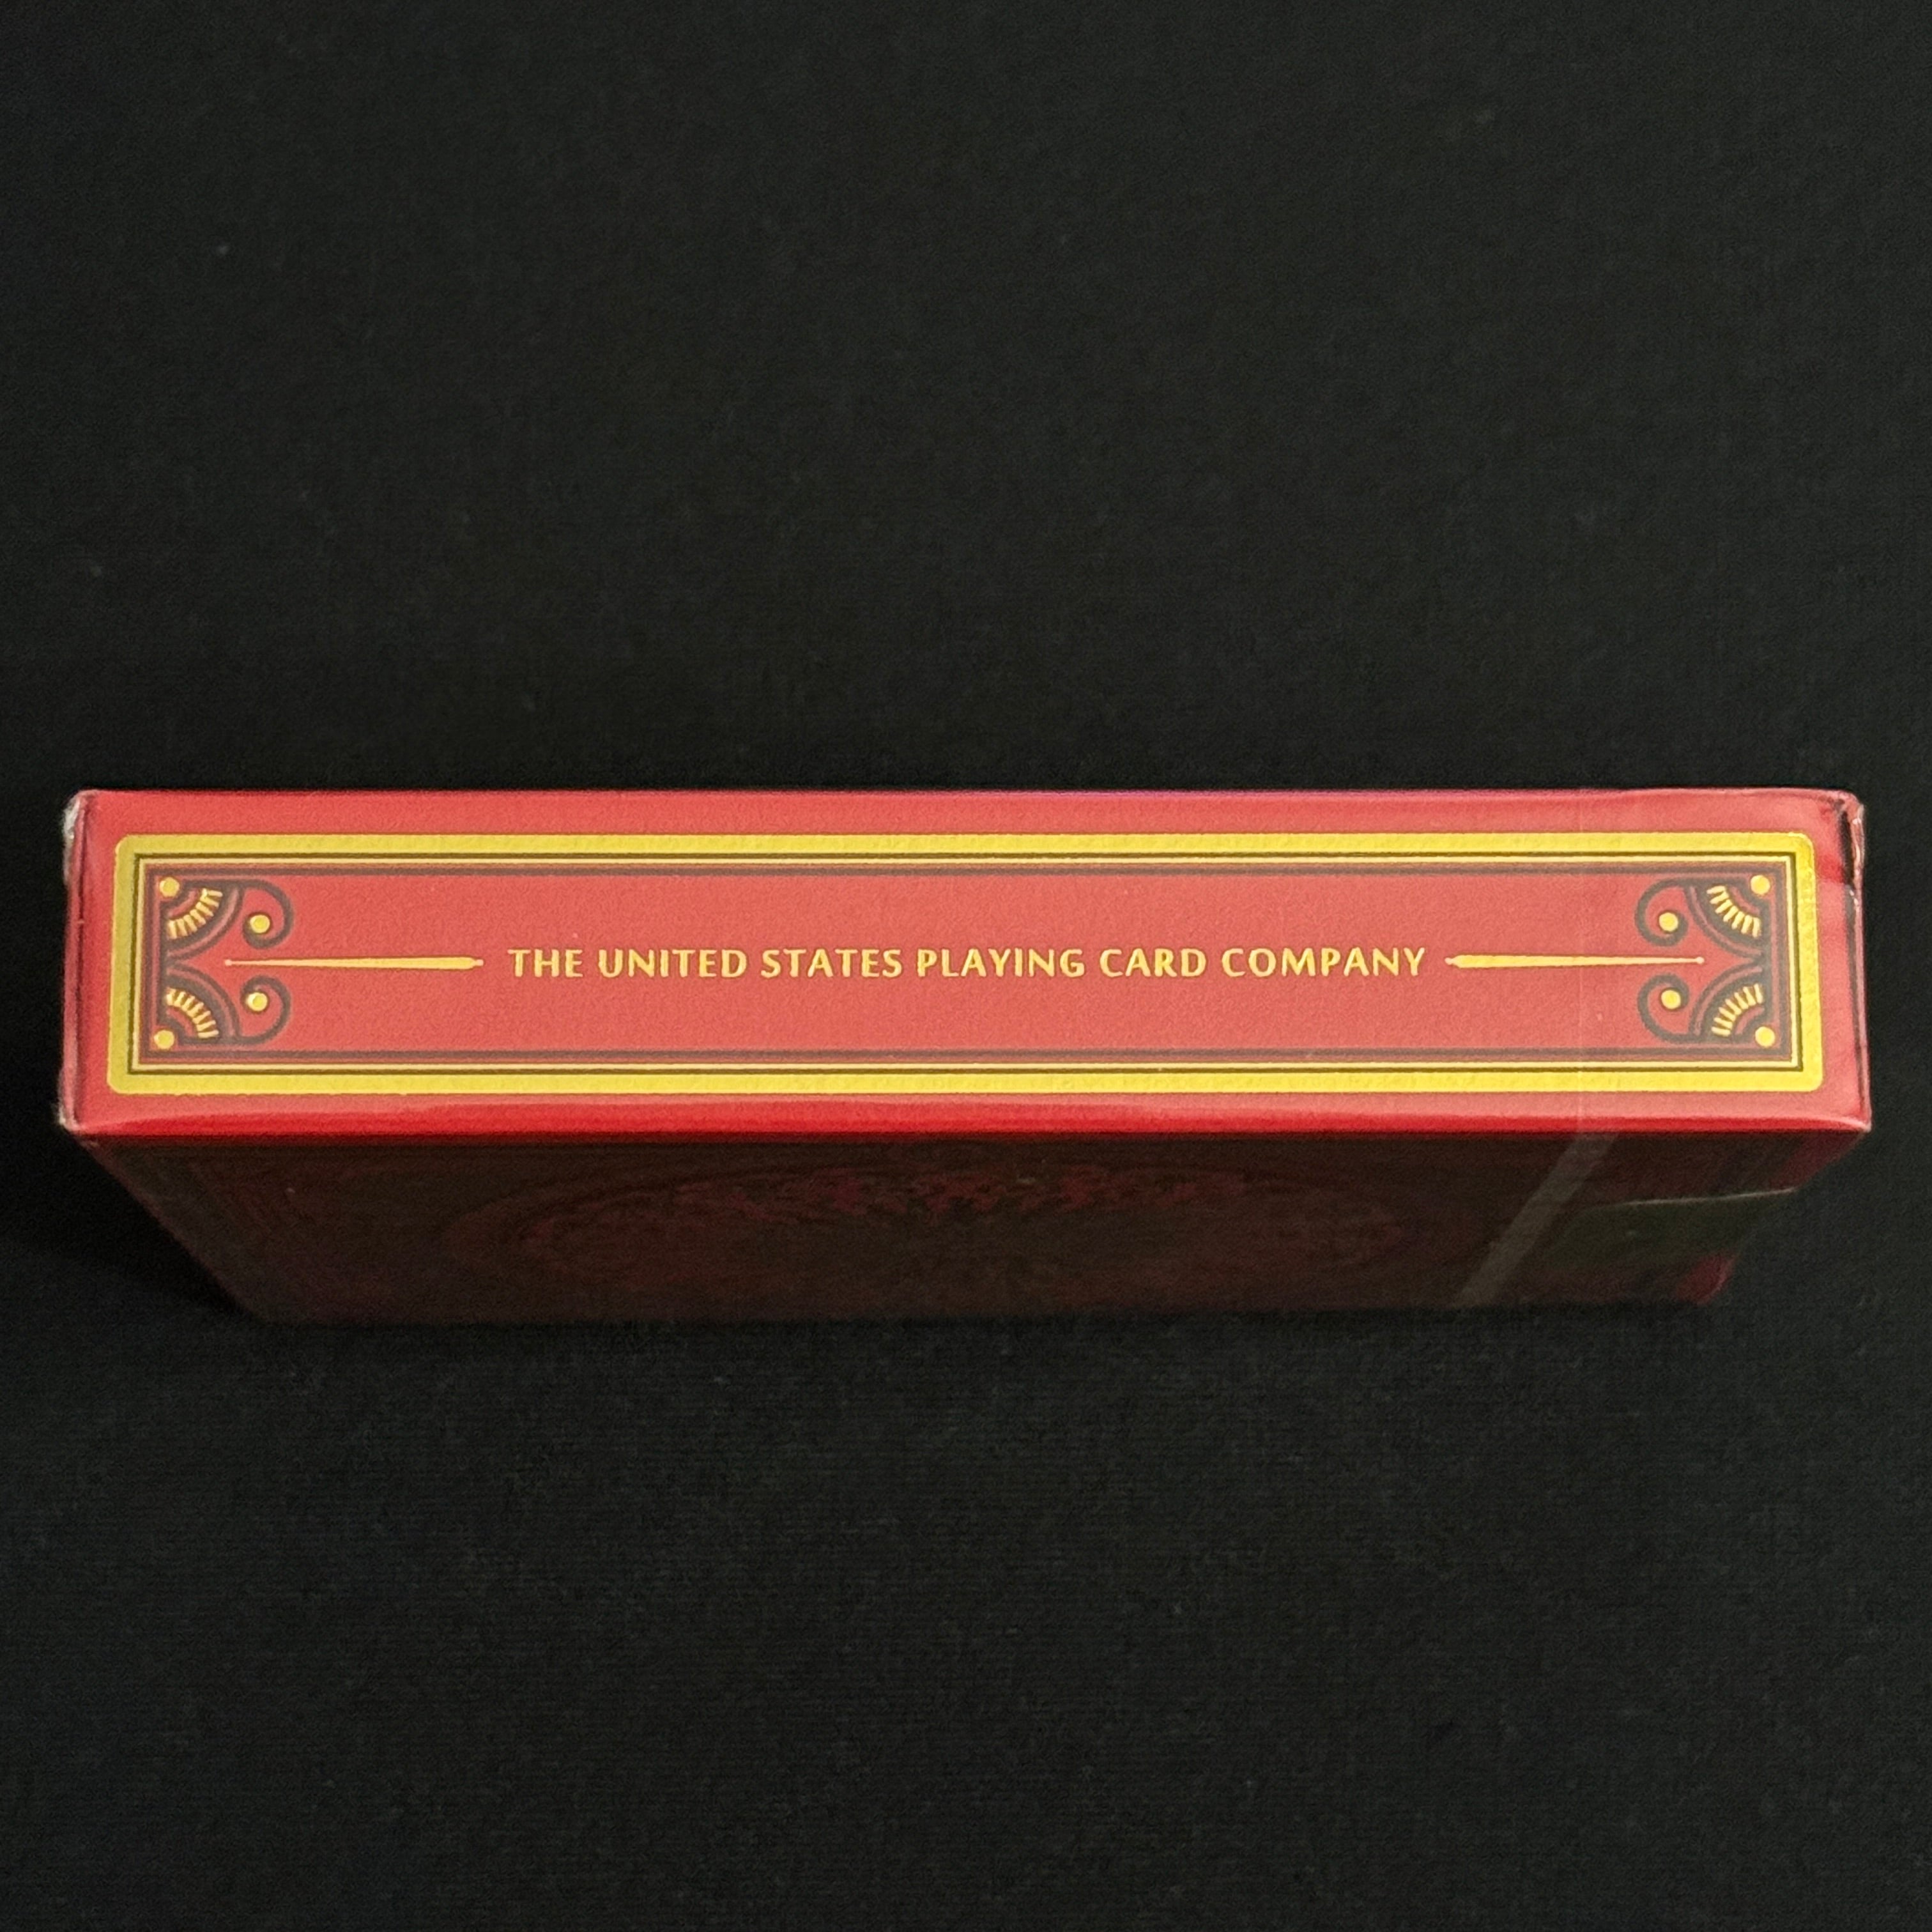 THE UNITED STATES PLAYING CARD COMPANY